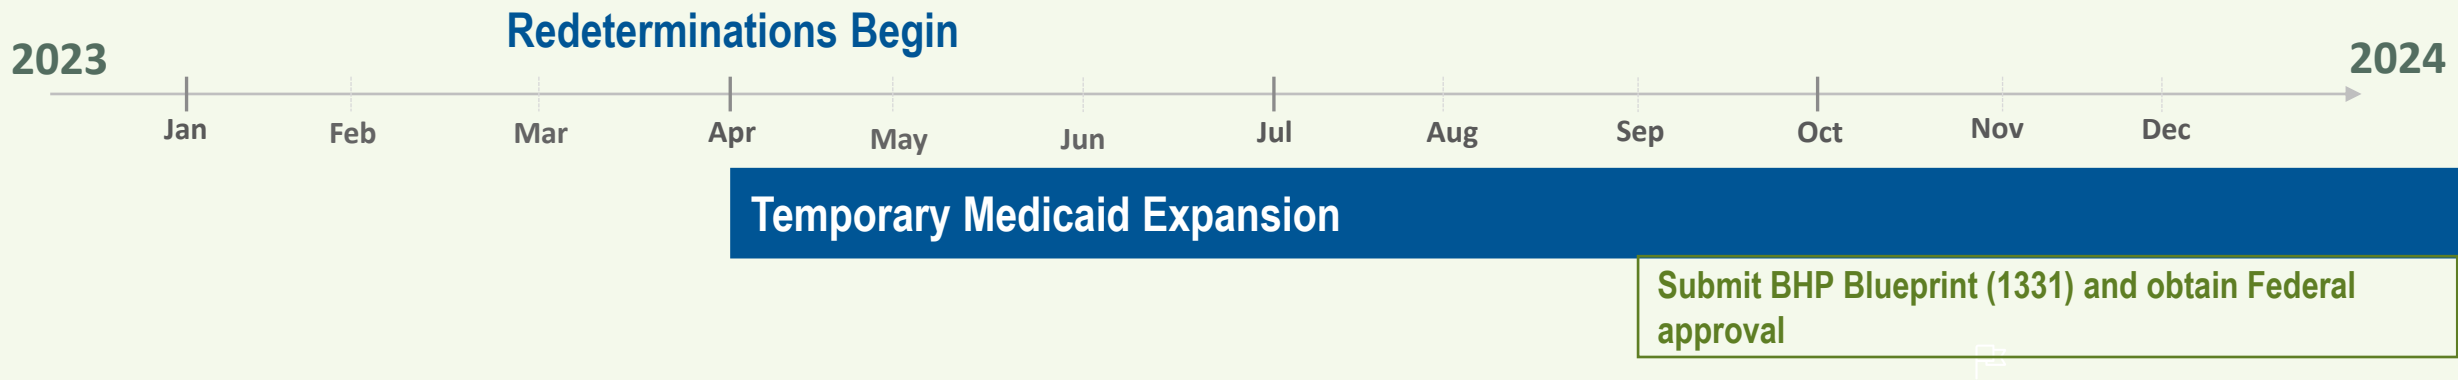 Redeterminations Begin
2023
2024
Jan
Feb
Mar
Apr
May
Jun
Jul
Aug
Sep
Oct
Nov
Dec
Temporary Medicaid Expansion
Submit BHP Blueprint (1331) and obtain Federal
approval